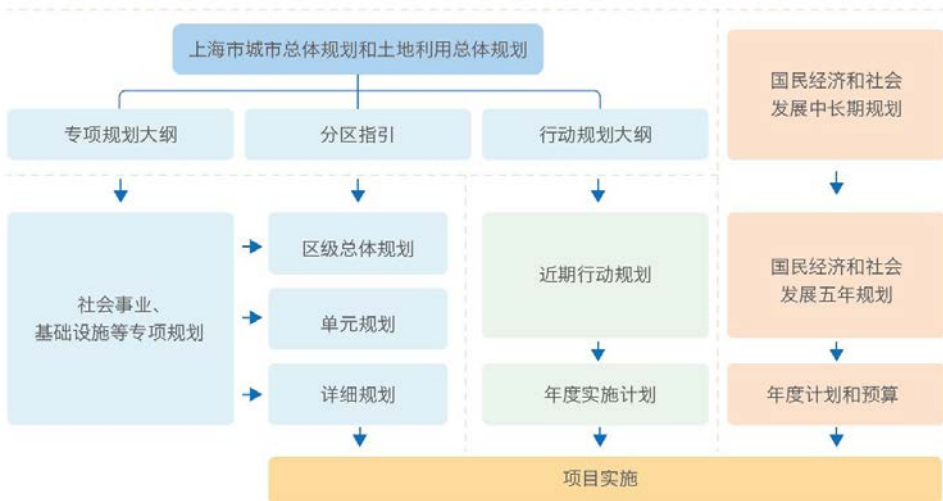 上海市城市总体规划和土地利用总体规划
国民经济和社会
发展中长期规划
专项规划大纲
分区指引
行动规划大纲
社会事业、
基础设施等专项规划
区级总体规划
单元规划
详细规划
近期行动规划
年度实施计划
国民经济和社会
发展五年规划
年度计划和预算
项目实施